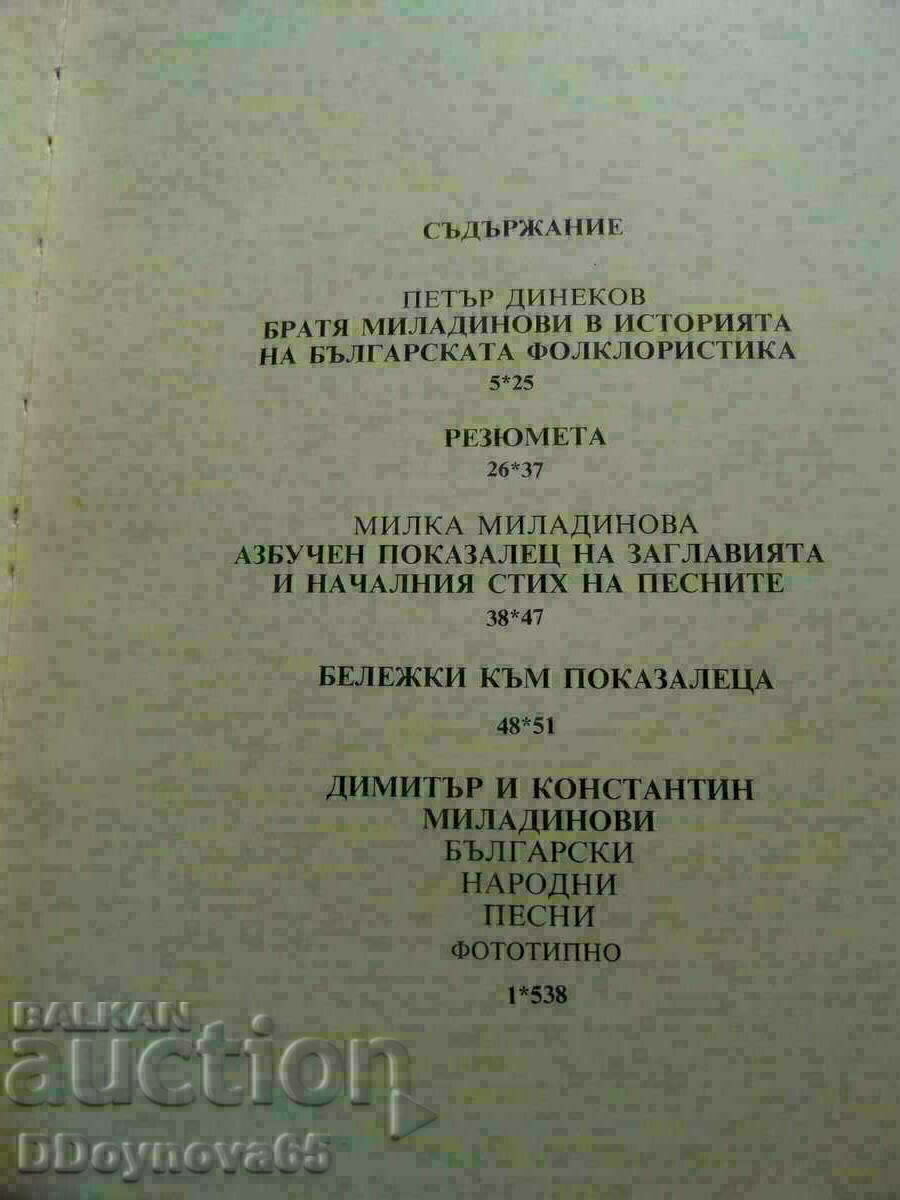 СЪДЪРЖАНИЕ
ПЕТЪР ДИНЕКОВ
БРАТЯ МИЛАДИНОВИ В ИСТОРИЯТА
НА БЪЛГАРСКАТА ФОЛКЛОРИСТИКА
5*25
РЕЗЮМЕТА
26*37
МИЛКА МИЛАДИНОВА
АЗБУЧЕН ПОКАЗАЛЕЦ НА ЗАГЛАВИЯТА
И НАЧАЛНИЯ СТИХ НА ПЕСНИТЕ
38*47
БЕЛЕЖКИ КЪМ ПОКАЗАЛЕЦА
48*51
ДИМИТЪР И КОНСТАНТИН
МИЛАДИНОВИ
БЪЛГАРСКИ
НАРОДНИ
ПЕСНИ
ФОТОТИПНО
1*538
BALKAN
auction
DDoynova65